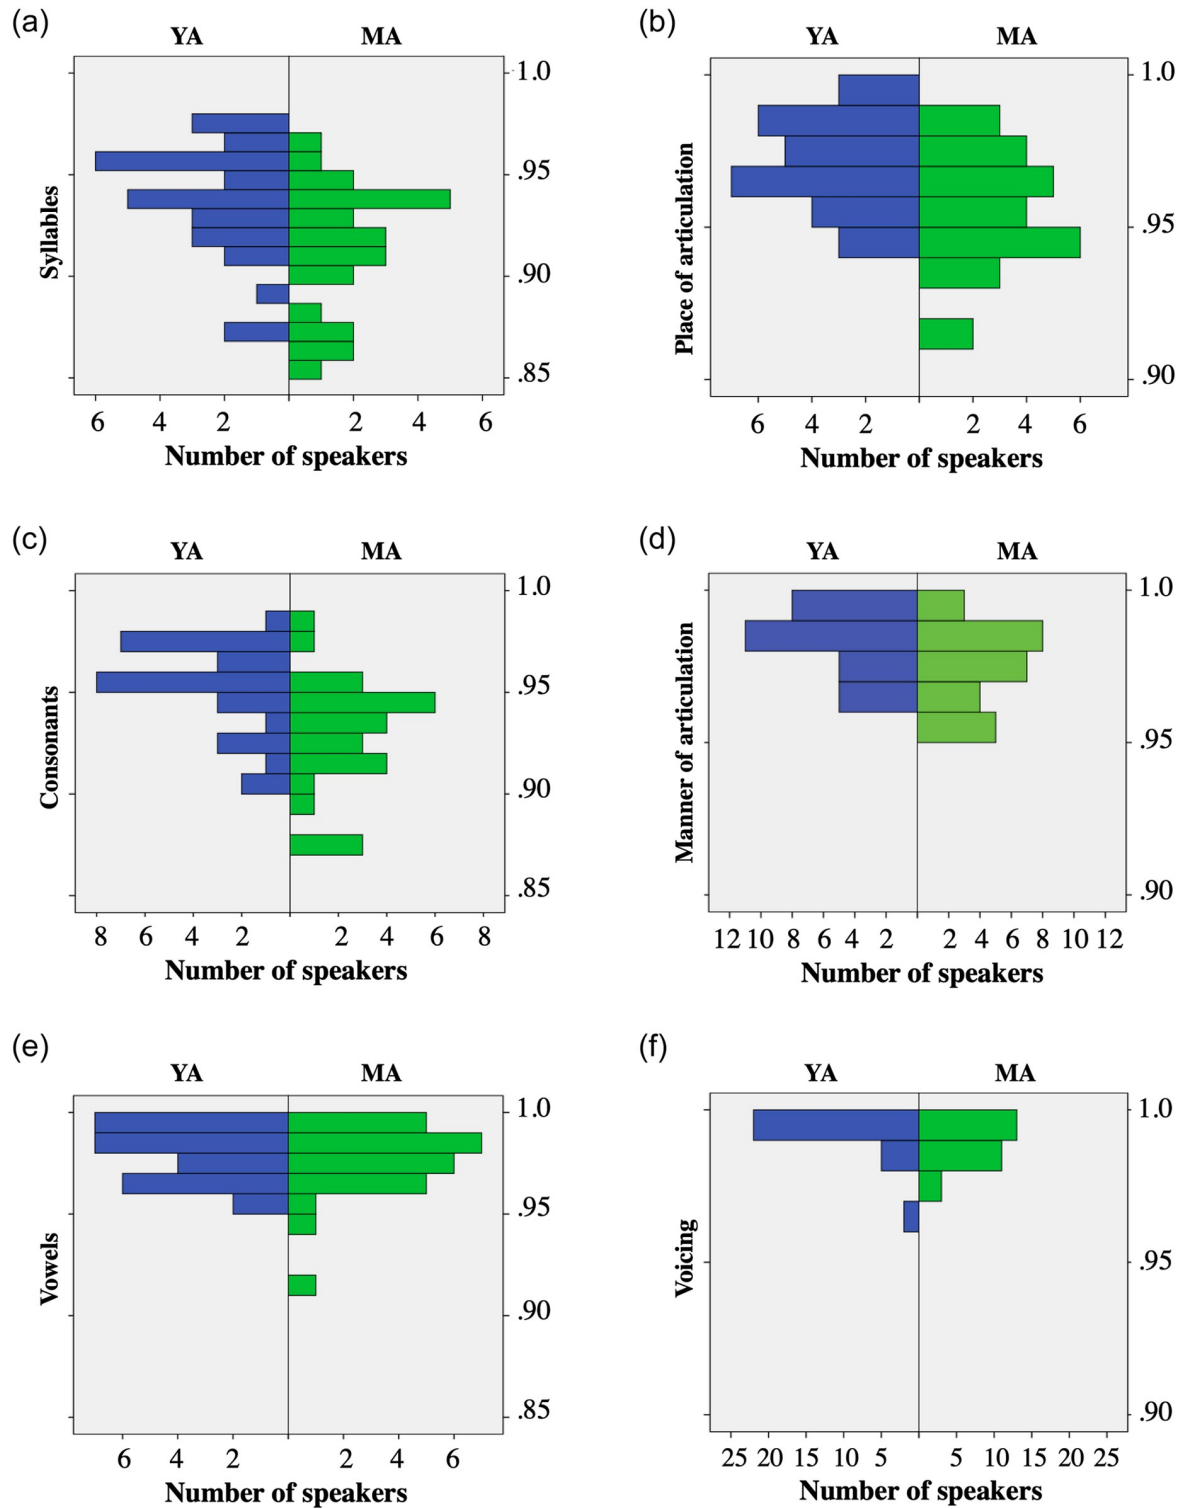 (a)
YA MA
1.0
.95
.90
.85
Syllables
6 4 2 2 4 6
Number of speakers
(b)
YA MA
1.0
.95
.90
Place of articulation
6 4 2 2 4 6
Number of speakers
(c)
YA MA
1.0
.95
.90
.85
Consonants
8 6 4 2 2 4 6 8
Number of speakers
(d)
YA MA
1.0
.95
.90
Manner of articulation
12 10 8 6 4 2 2 4 6 8 10 12
Number of speakers
(e)
YA MA
1.0
.95
.90
.85
Vowels
6 4 2 2 4 6
Number of speakers
(f)
YA MA
1.0
.95
.90
Voicing
25 20 15 10 5 5 10 15 20 25
Number of speakers